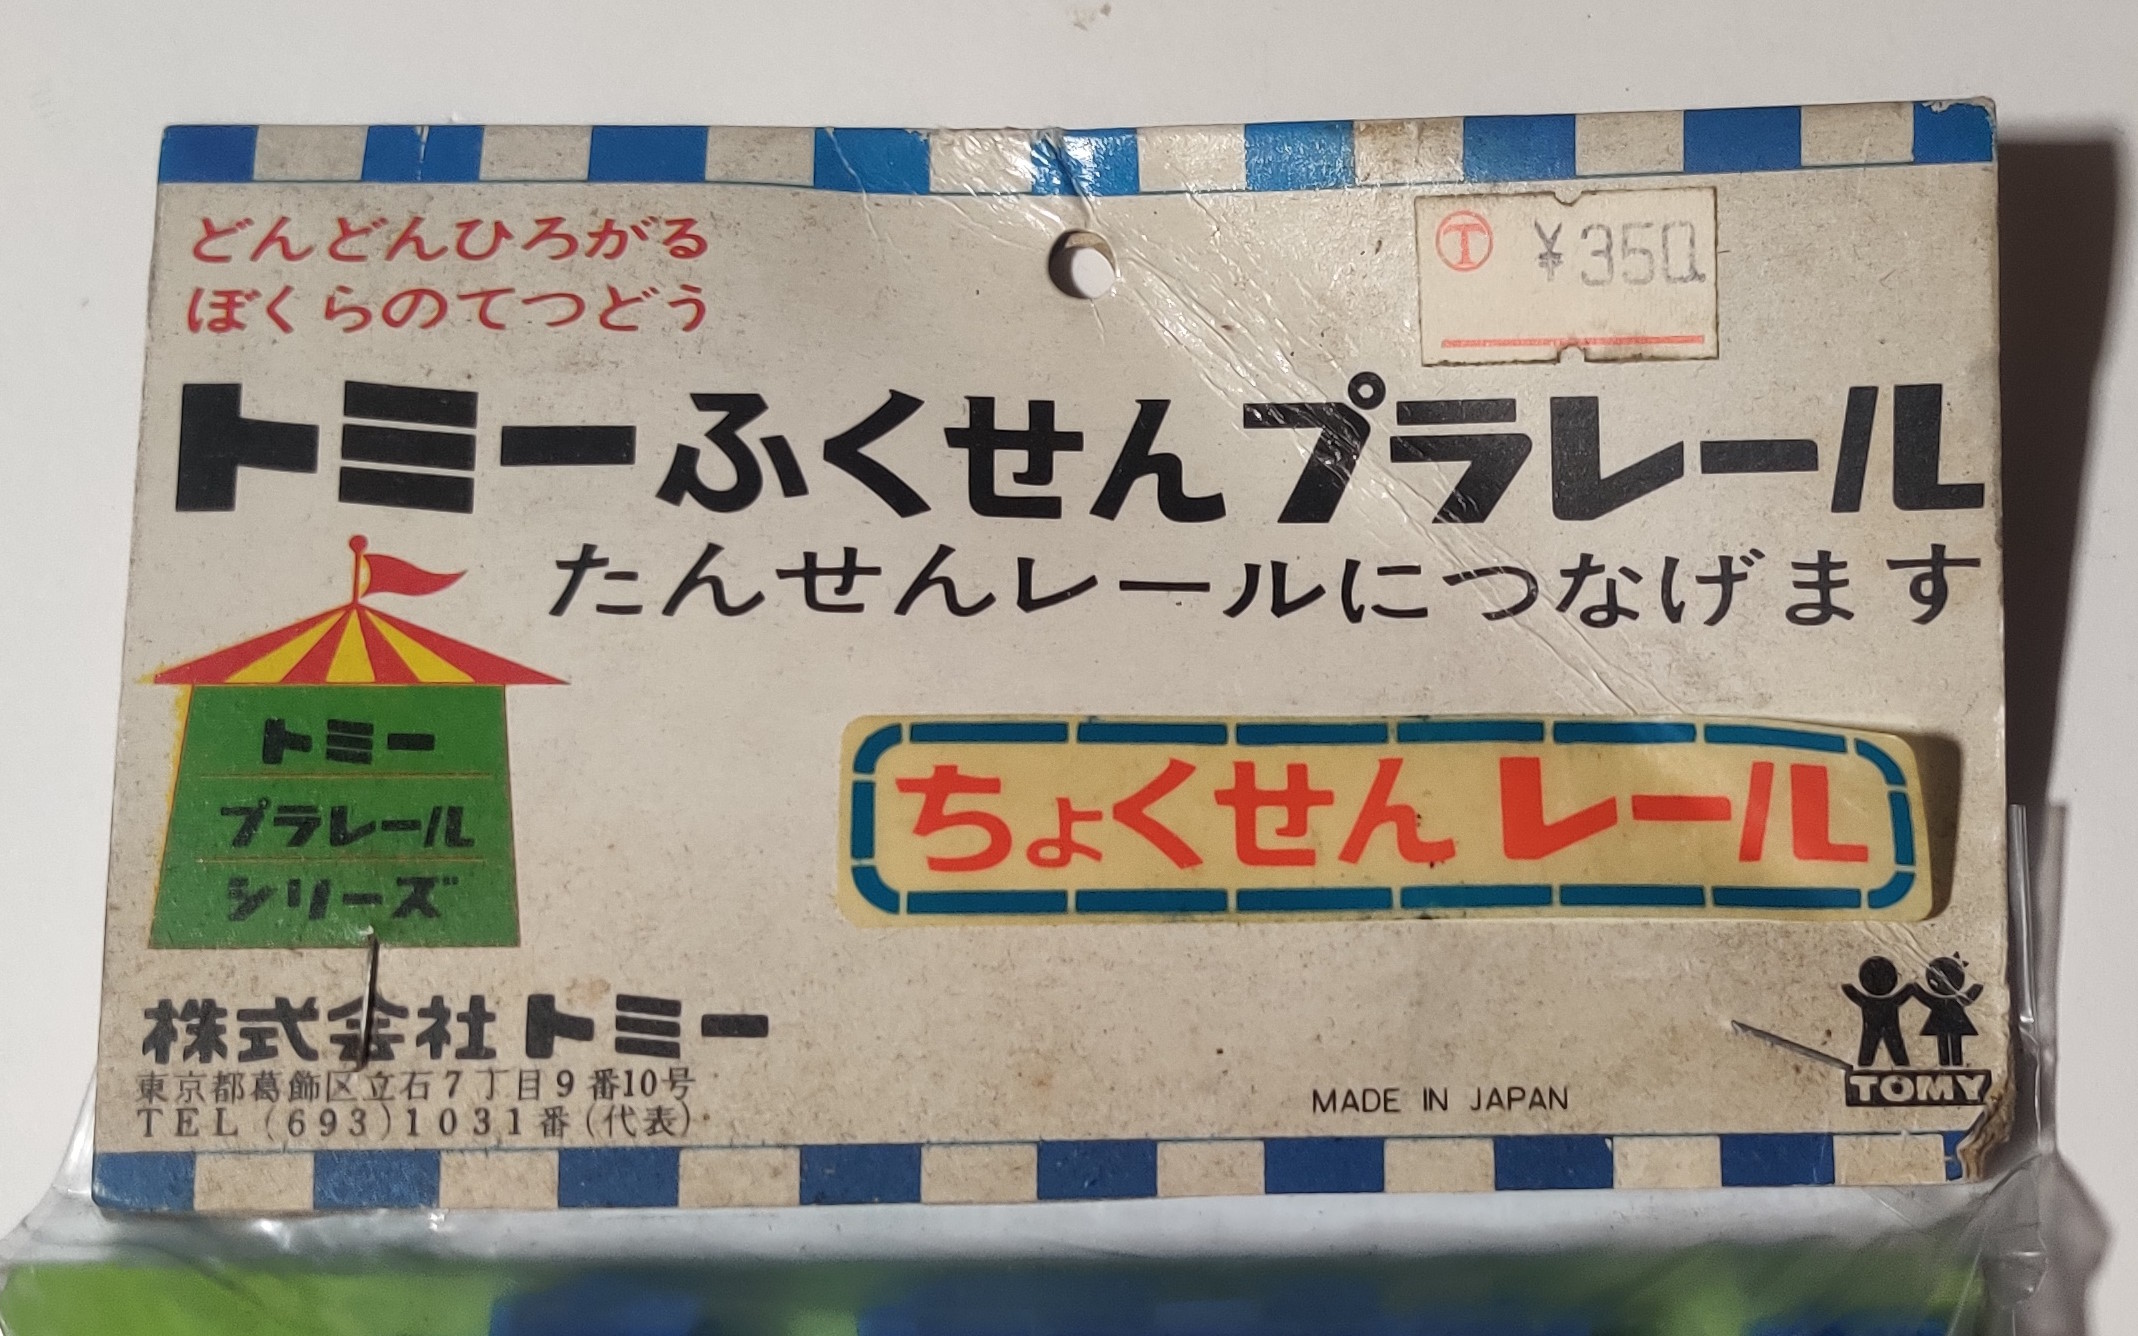 どんどんひろがる
ぼくらのてつどう
Ⓣ ¥350
トミーふくせんプラレール
たんせんレールにつなげます
トミー
プラレール
シリーズ
ちょくせんレール
株式会社トミー
東京都葛飾区立石7丁目9番10号
TEL(693)1031番(代表)
MADE IN JAPAN
TOMY